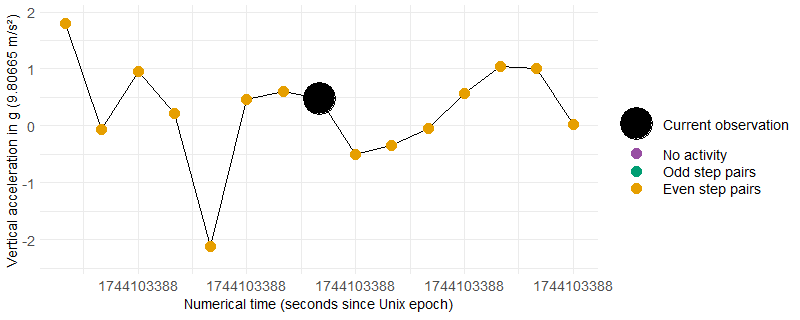 Vertical acceleration in g (9.80665 m/s²)
2
1
0
-1
-2
1744103388 1744103388 1744103388 1744103388 1744103388
Numerical time (seconds since Unix epoch)
Current observation
No activity
Odd step pairs
Even step pairs